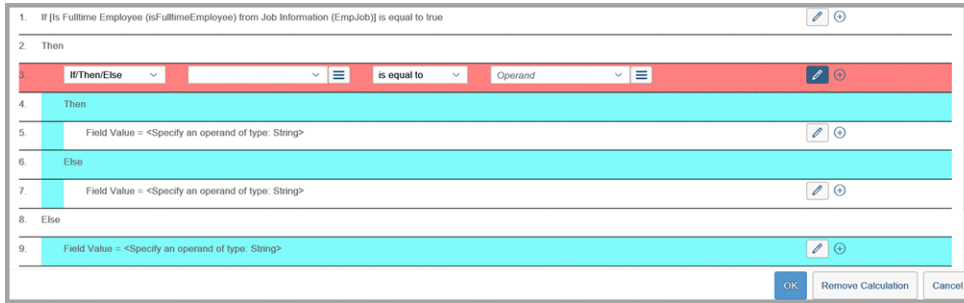 1. If [Is Fulltime Employee (isFulltimeEmployee) from Job Information (EmpJob)] is equal to true
2. Then
3. If/Then/Else is equal to Operand
4. Then
5. Field Value = <Specify an operand of type: String>
6. Else
7. Field Value = <Specify an operand of type: String>
8. Else
9. Field Value = <Specify an operand of type: String>
OK Remove Calculation Cancel